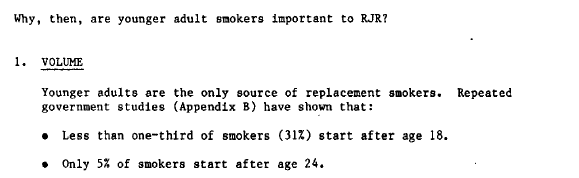 Why, then, are younger adult smokers important to RJR?
1. VOLUME
Younger adults are the only source of replacement smokers. Repeated
government studies (Appendix B) have shown that:
● Less than one-third of smokers (31%) start after age 18.
● Only 5% of smokers start after age 24.